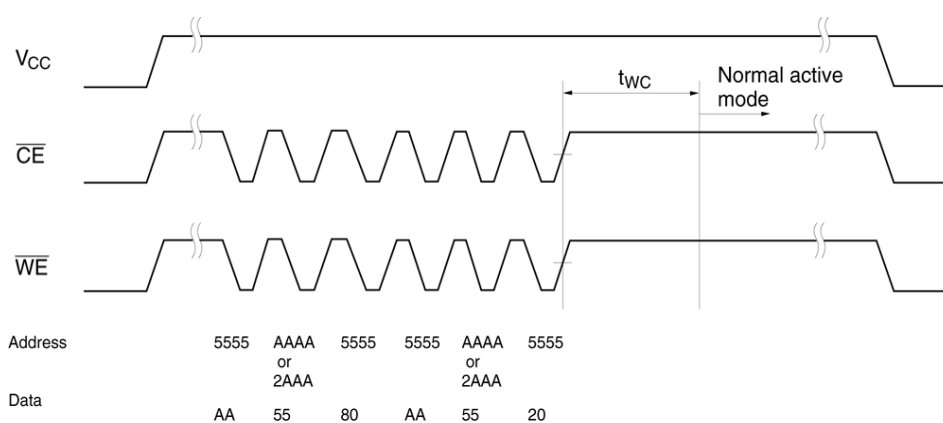 VCC
tWC
Normal active
mode
CE
WE
Address 5555 AAAA 5555 5555 AAAA 5555
or or
2AAA 2AAA
Data
AA 55 80 AA 55 20